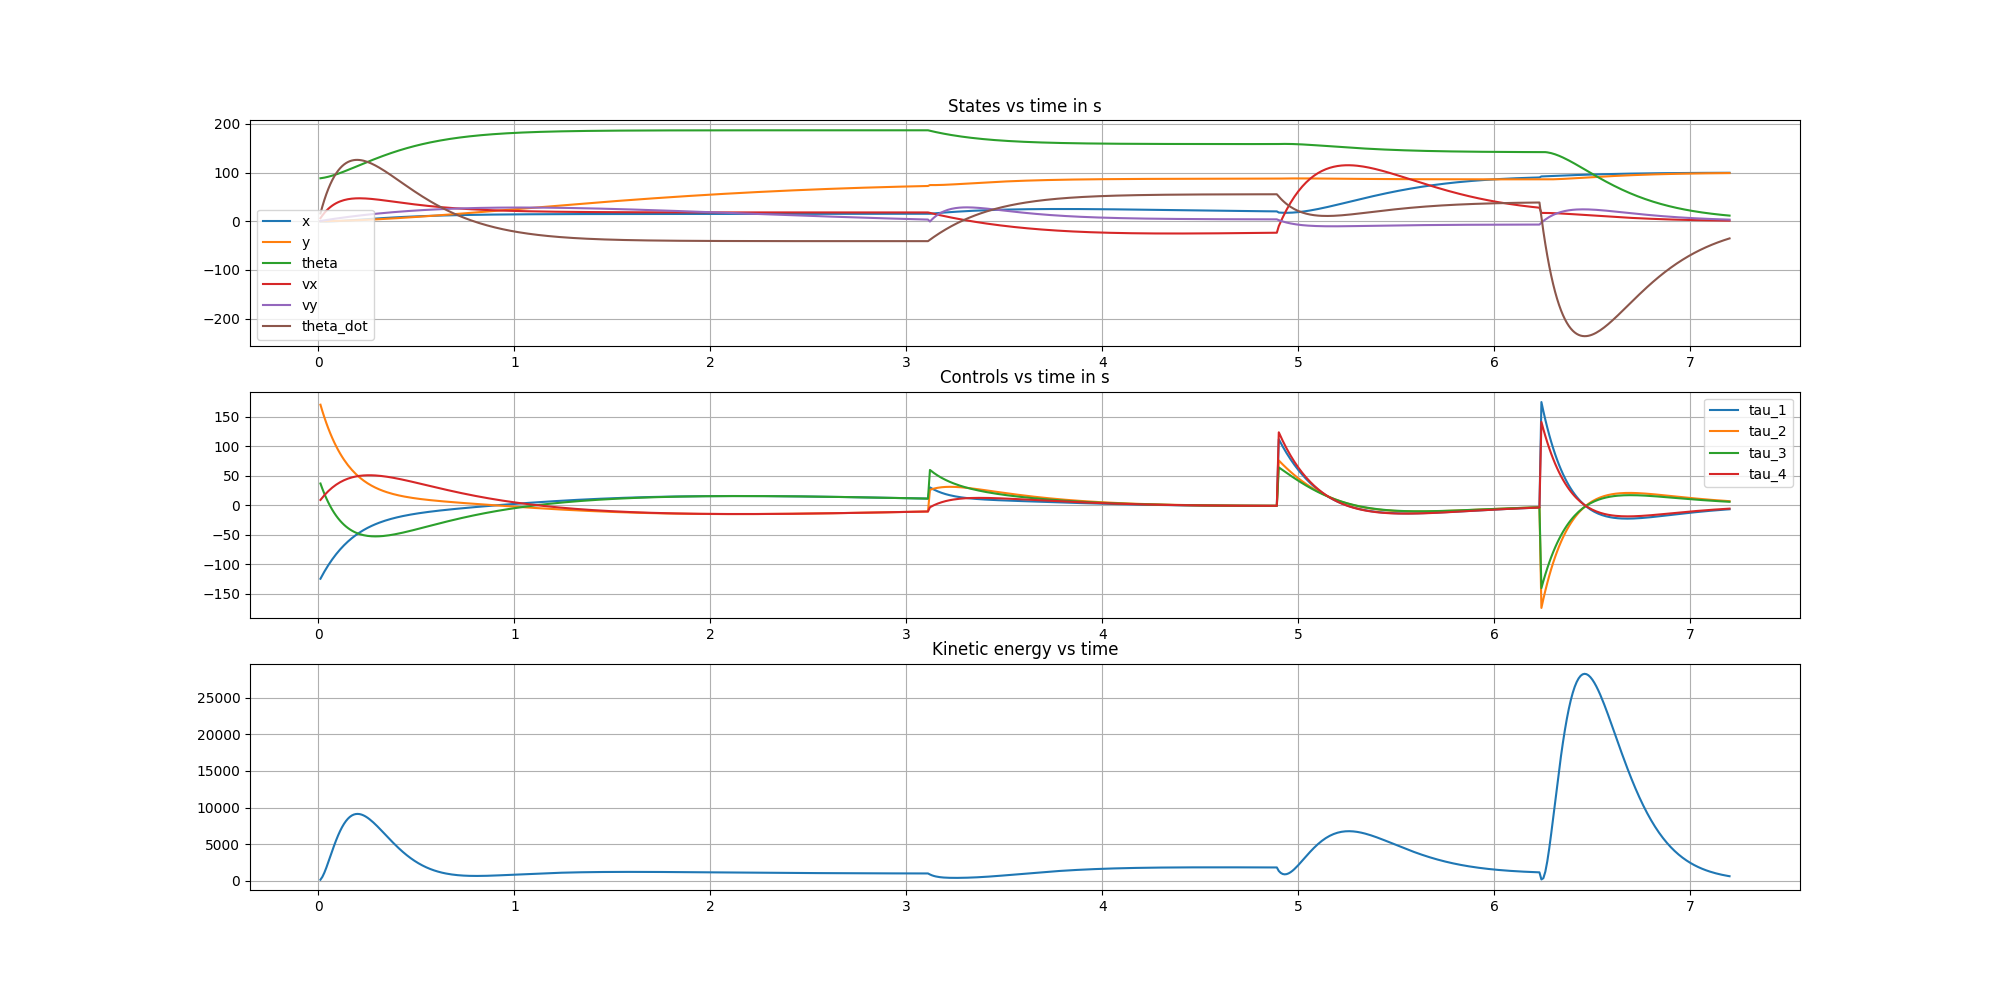 States vs time in s
200
100
0
−100
−200
x
y
theta
vx
vy
theta_dot
0 1 2 3 4 5 6 7
Controls vs time in s
150
100
50
0
−50
−100
−150
tau_1
tau_2
tau_3
tau_4
0 1 2 3 4 5 6 7
Kinetic energy vs time
25000
20000
15000
10000
5000
0
0 1 2 3 4 5 6 7